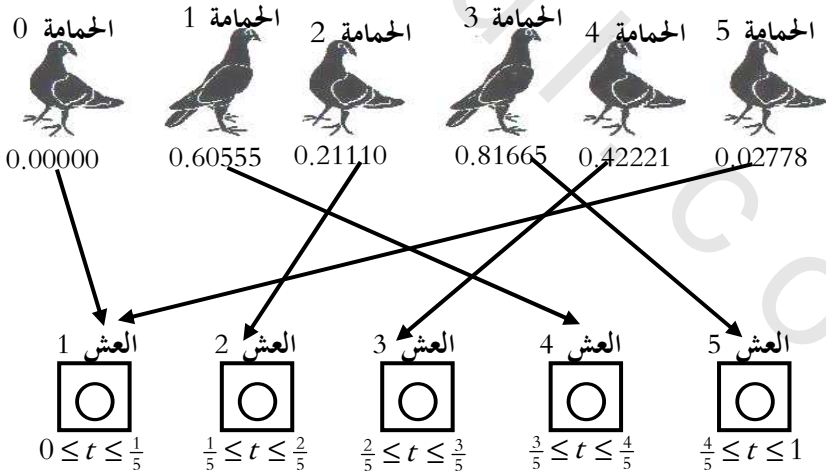 الحمامة 0 الحمامة 1 الحمامة 2 الحمامة 3 الحمامة 4 الحمامة 5
0.00000 0.60555 0.21110 0.81665 0.42221 0.02778
العش 1 العش 2 العش 3 العش 4 العش 5
0 ≤ t ≤ 1/5 1/5 ≤ t ≤ 2/5 2/5 ≤ t ≤ 3/5 3/5 ≤ t ≤ 4/5 4/5 ≤ t ≤ 1